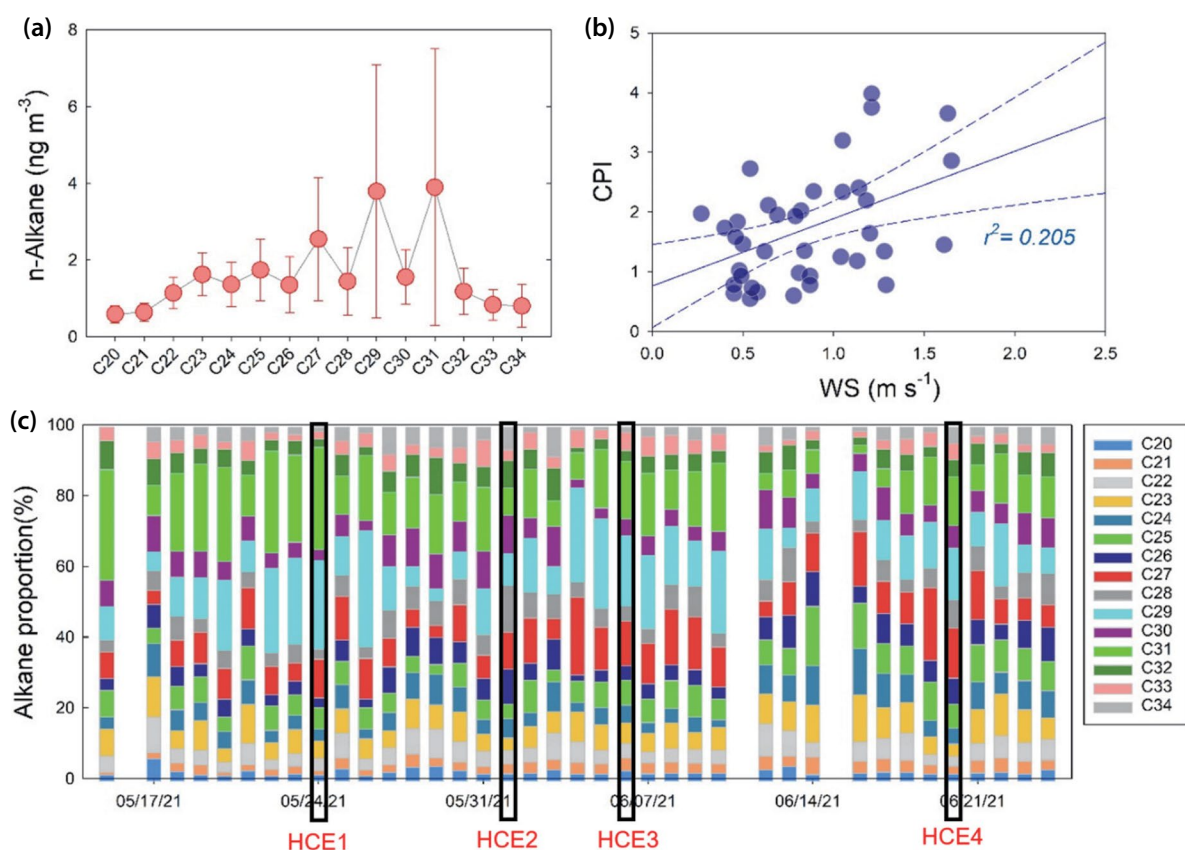 (a)
n-Alkane (ng m⁻³)
8
6
4
2
0
C20
C21
C22
C23
C24
C25
C26
C27
C28
C29
C30
C31
C32
C33
C34
(b)
CPI
5
4
3
2
1
0
r²= 0.205
0.0
0.5
1.0
1.5
2.0
2.5
WS (m s⁻¹)
(c)
Alkane proportion(%)
100
80
60
40
20
0
05/17/21
05/24/21
05/31/21
06/07/21
06/14/21
06/21/21
HCE1
HCE2
HCE3
HCE4
C20
C21
C22
C23
C24
C25
C26
C27
C28
C29
C30
C31
C32
C33
C34